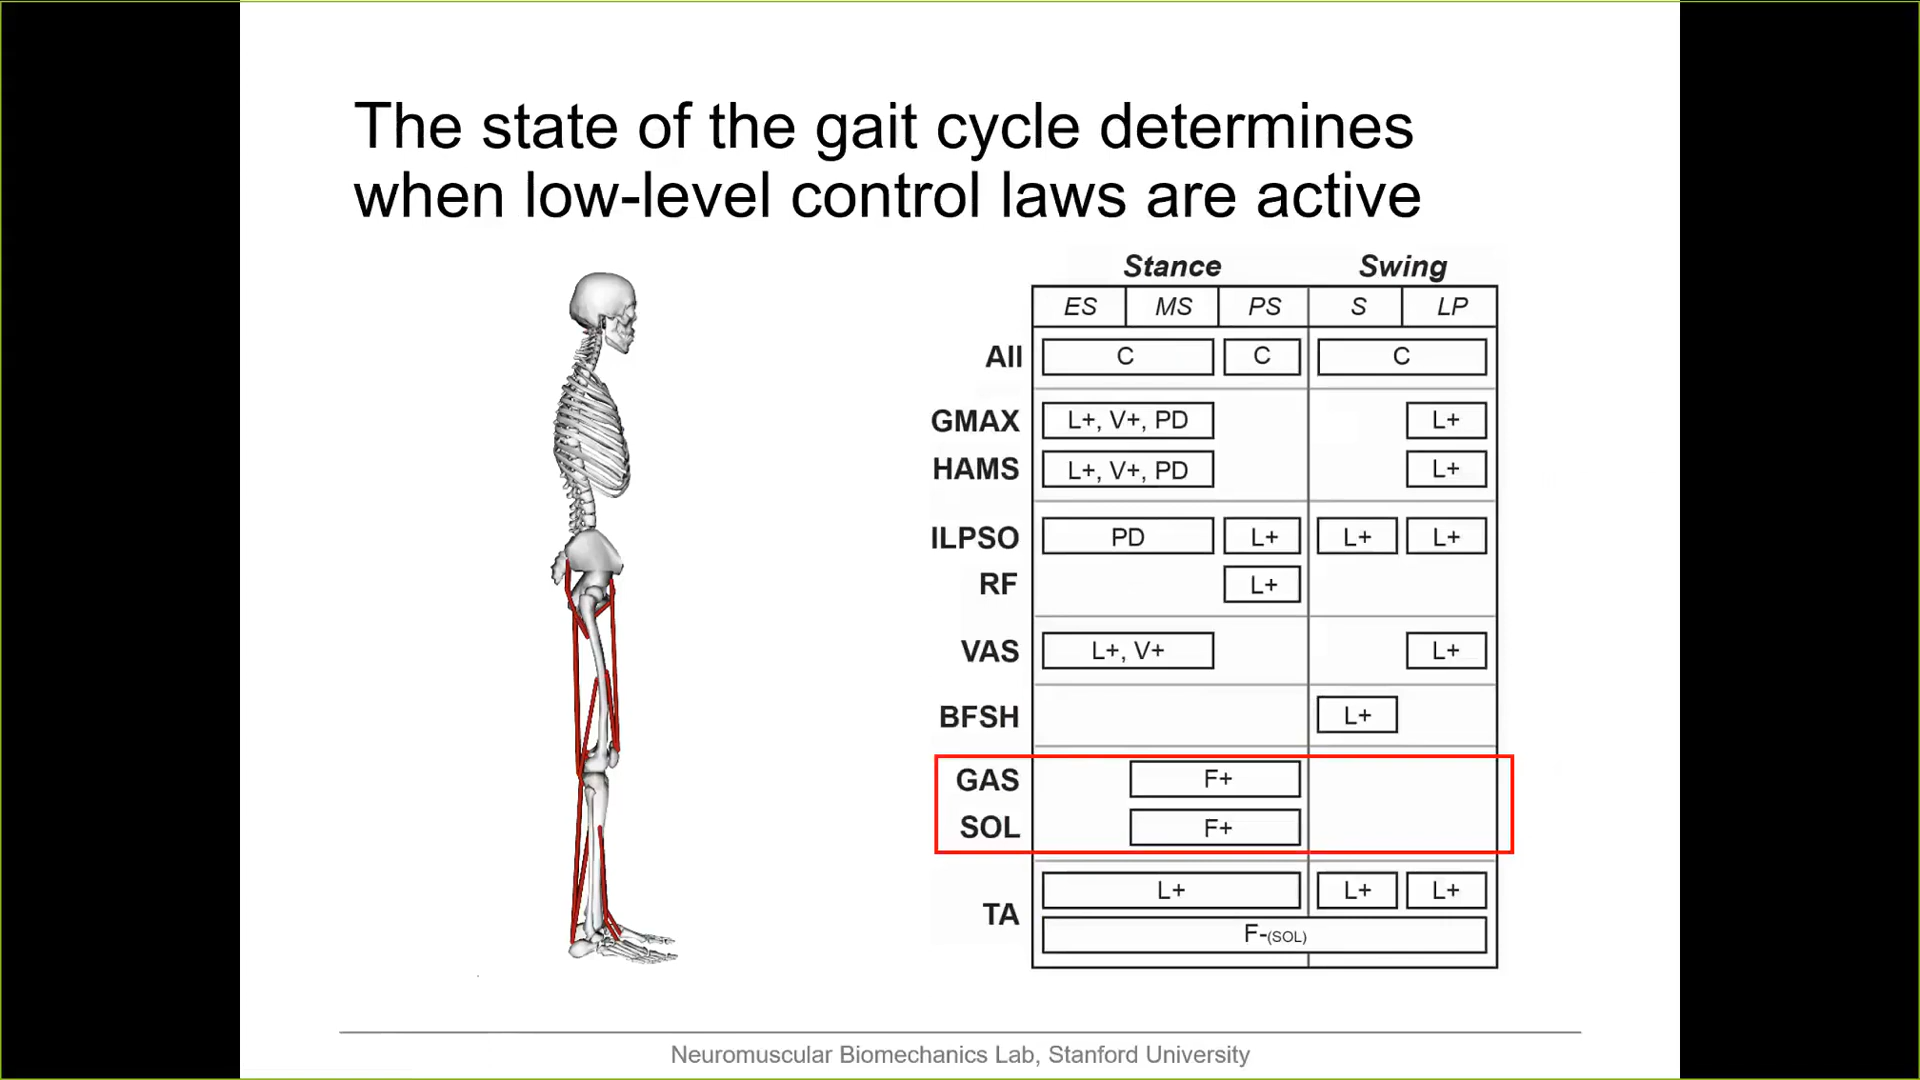 The state of the gait cycle determines
when low-level control laws are active
Stance Swing
ES MS PS S LP
All C C C
GMAX L+, V+, PD L+
HAMS L+, V+, PD L+
ILPSO PD L+ L+ L+
RF L+
VAS L+, V+ L+
BFSH L+
GAS F+
SOL F+
TA L+ L+ L+
F-(SOL)
Neuromuscular Biomechanics Lab, Stanford University